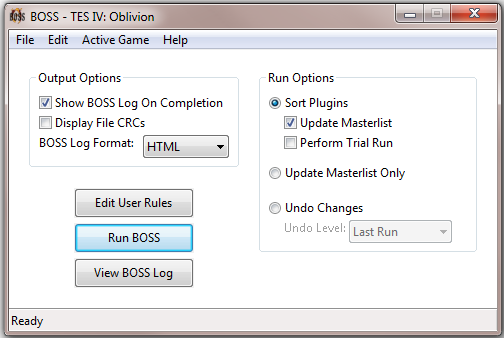 BOSS - TES IV: Oblivion
File Edit Active Game Help
Output Options
Show BOSS Log On Completion
Display File CRCs
BOSS Log Format: HTML
Edit User Rules
Run BOSS
View BOSS Log
Run Options
Sort Plugins
Update Masterlist
Perform Trial Run
Update Masterlist Only
Undo Changes
Undo Level: Last Run
Ready